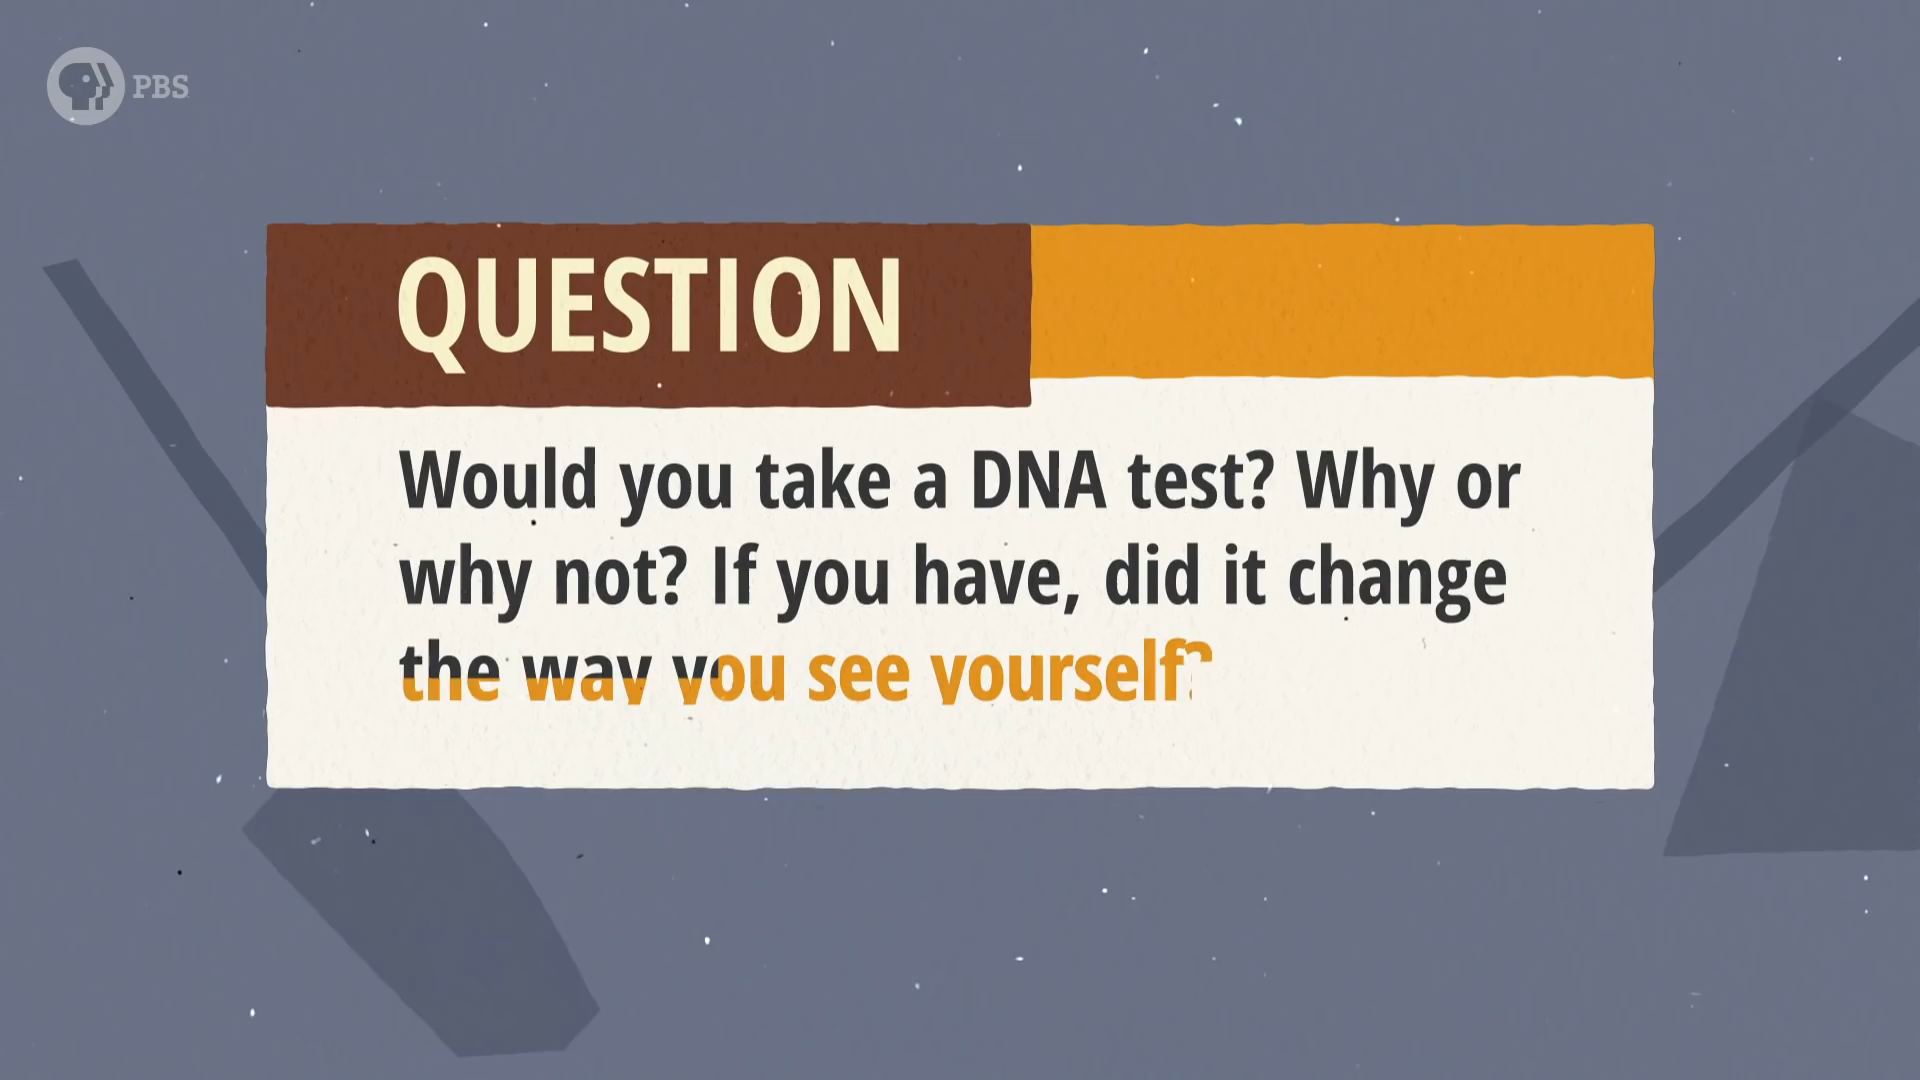 PBS
QUESTION
Would you take a DNA test? Why or
why not? If you have, did it change
the way you see yourself?